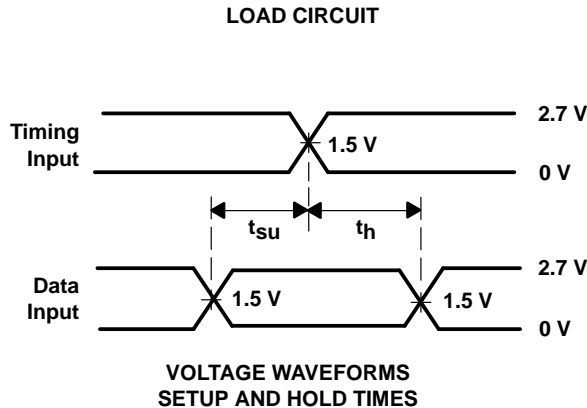 LOAD CIRCUIT
2.7 V
Timing
Input
1.5 V
0 V
tsu
th
2.7 V
Data
Input
1.5 V
1.5 V
0 V
VOLTAGE WAVEFORMS
SETUP AND HOLD TIMES